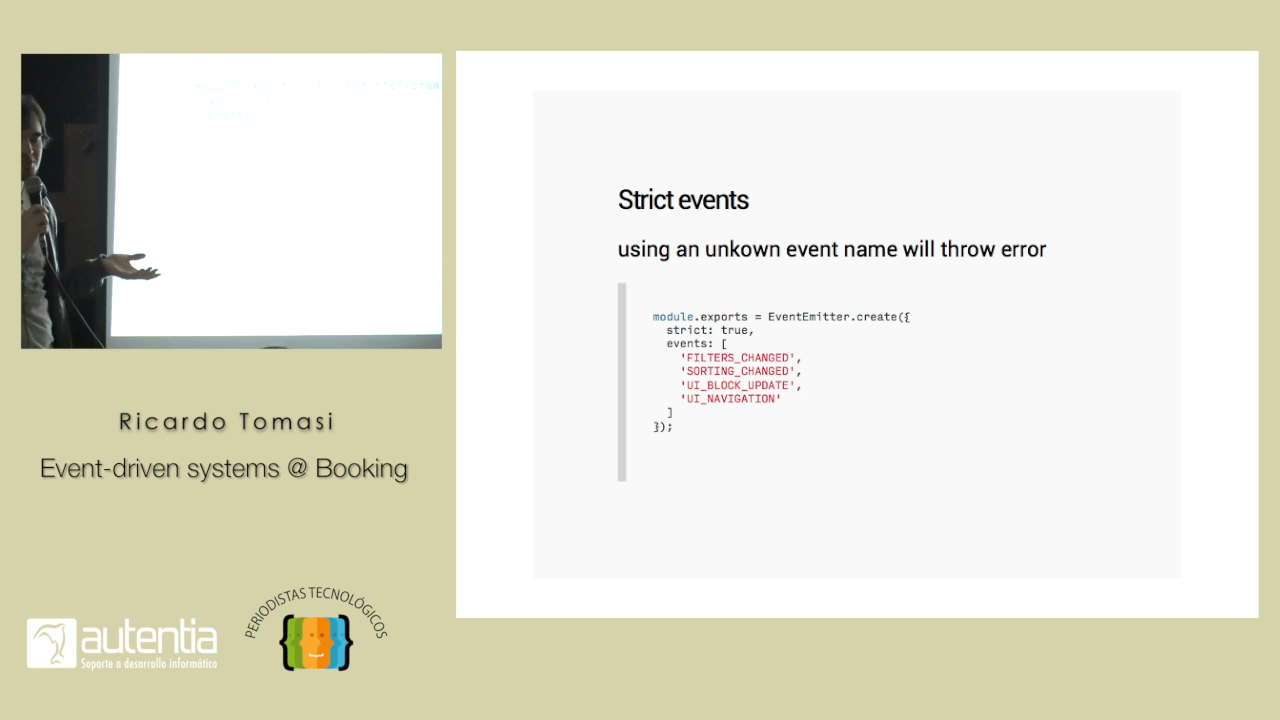 Strict events
using an unkown event name will throw error
module.exports = EventEmitter.create({
strict: true,
events: [
'FILTERS_CHANGED',
'SORTING_CHANGED',
'UI_BLOCK_UPDATE',
'UI_NAVIGATION'
]
});
Ricardo Tomasi
Event-driven systems @ Booking
PERIODISTAS TECNOLÓGICOS
autentia
Soporte a desarrollo informático